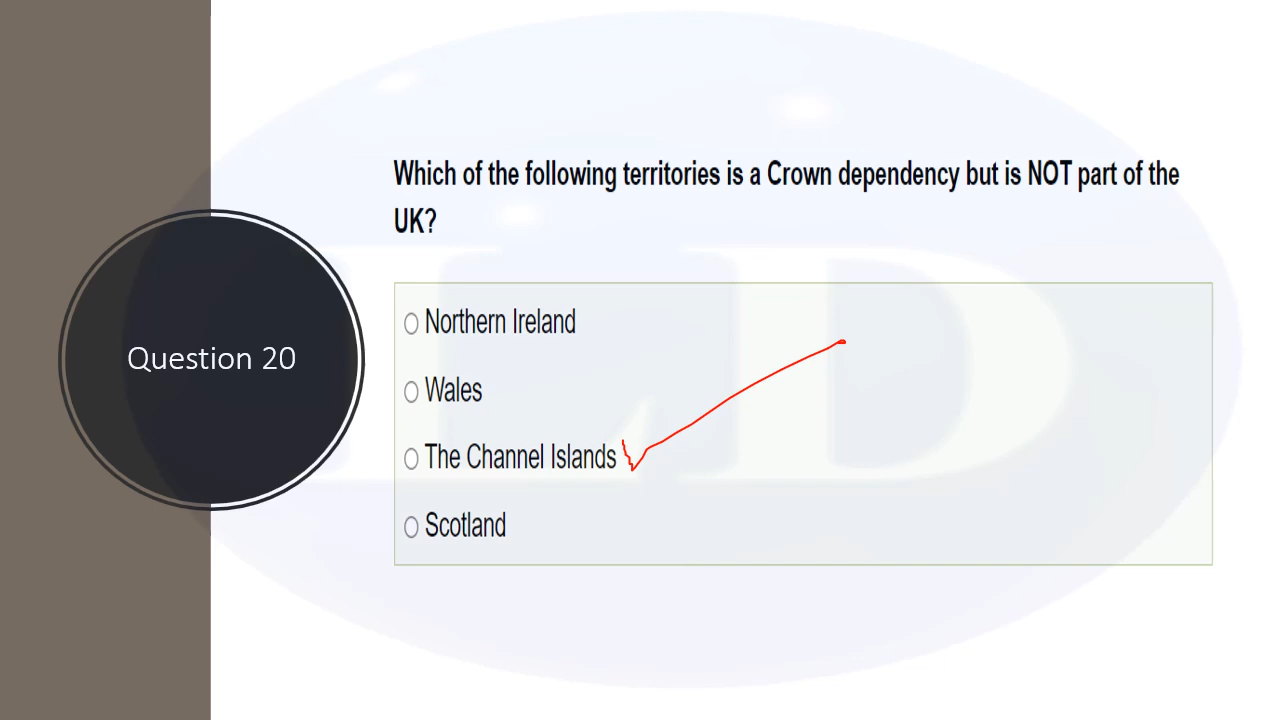 Which of the following territories is a Crown dependency but is NOT part of the
UK?
Question 20
Northern Ireland
Wales
The Channel Islands
Scotland
LD